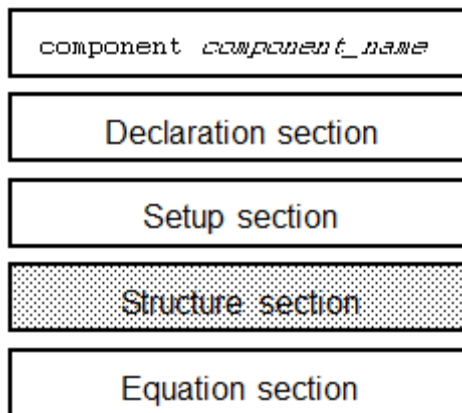 component component_name
Declaration section
Setup section
Structure section
Equation section